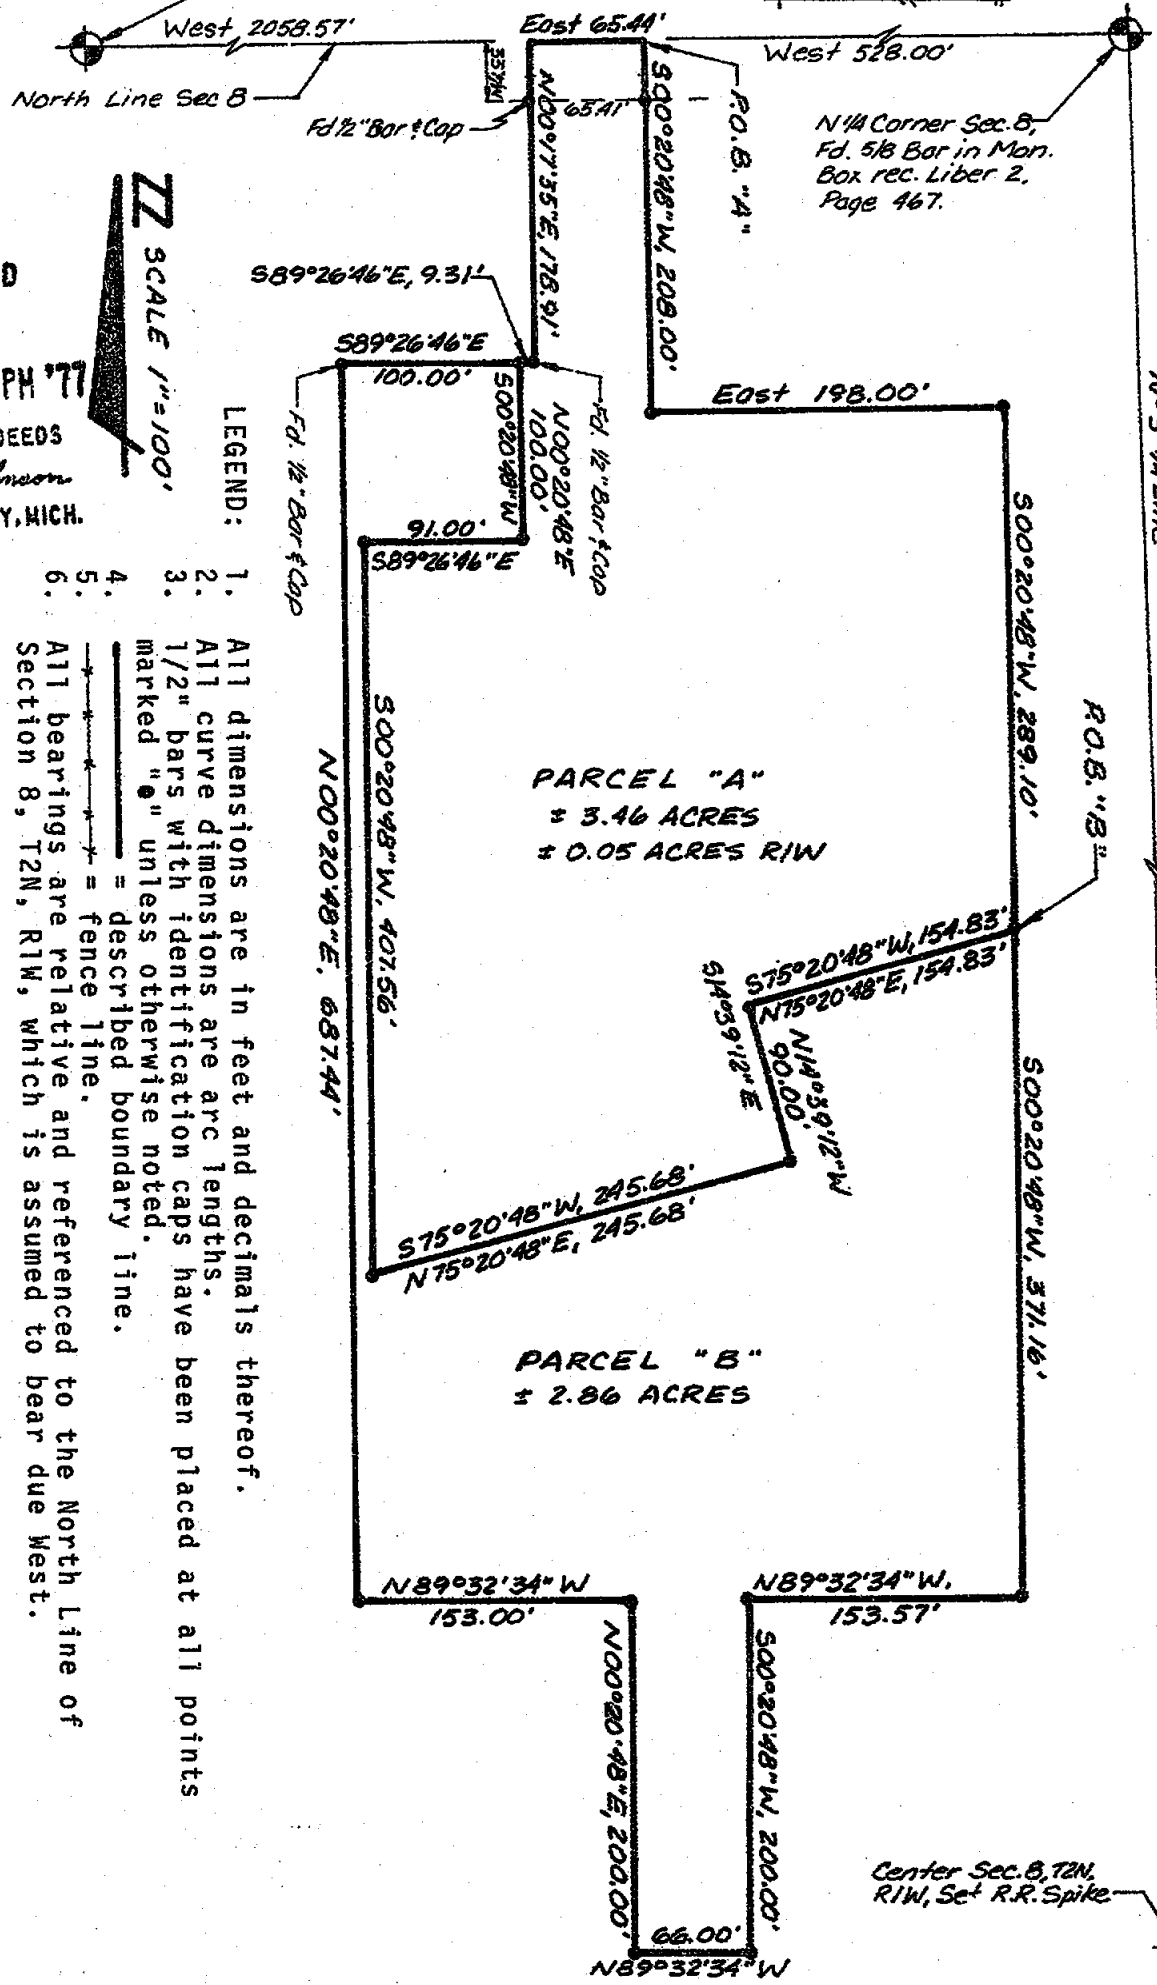 West 2058.57'
East 65.44'
West 528.00'
North Line Sec 8
Fd 1/2" Bar & Cap
65.41'
P.O.B. "A"
N 1/4 Corner Sec. 8,
Fd. 5/8 Bar in Mon.
Box rec. Liber 2,
Page 467.
N00°17'35"E, 178.91'
S00°20'48"W, 208.00'
SCALE 1"=100'
D
PM '77
DEEDS
Y, MICH.
S89°26'46"E, 9.31'
S89°26'46"E
100.00'
S00°20'48"W
N00°20'48"E
100.00'
Fd. 1/2" Bar & Cap
Fd. 1/2" Bar & Cap
91.00'
S89°26'46"E
East 198.00'
S00°20'48"W, 289.10'
P.O.B. "B"
S00°20'48"W, 407.56'
N00°20'48"E, 687.44'
PARCEL "A"
± 3.46 ACRES
± 0.05 ACRES R/W
S75°20'48"W, 154.83'
N75°20'48"E, 154.83'
S14°39'12"E
N14°39'12"W
90.00'
S75°20'48"W, 245.68'
N75°20'48"E, 245.68'
S00°20'48"W, 371.16'
PARCEL "B"
± 2.86 ACRES
N89°32'34"W
153.00'
N89°32'34"W,
153.57'
N00°20'48"E, 200.00'
S00°20'48"W, 200.00'
66.00'
N89°32'34"W
Center Sec. 8, T2N,
R1W, Set R.R. Spike
LEGEND:
1. All dimensions are in feet and decimals thereof.
2. All curve dimensions are arc lengths.
3. 1/2" bars with identification caps have been placed at all points
marked "●" unless otherwise noted.
4. = described boundary line.
5. = fence line.
6. All bearings are relative and referenced to the North Line of
Section 8, T2N, R1W, which is assumed to bear due West.